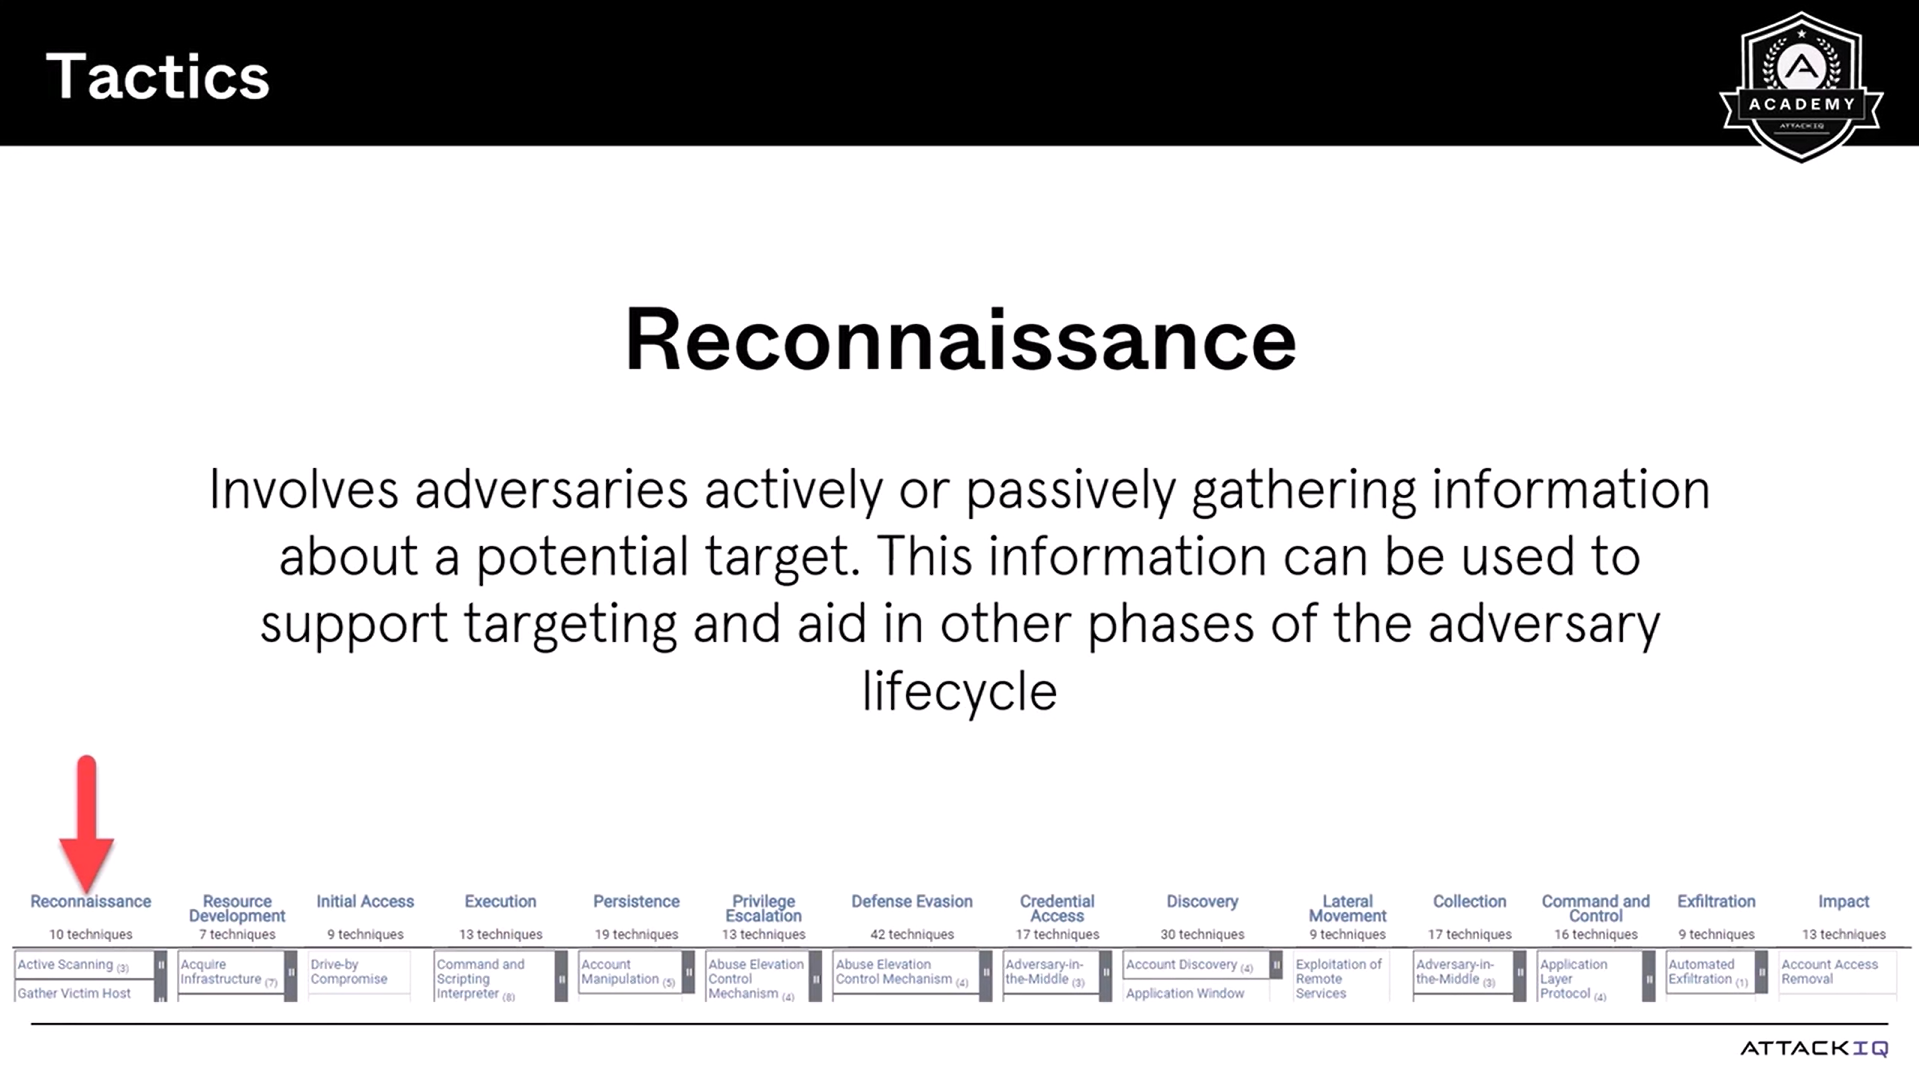 Tactics
A
ACADEMY
ATTACKIQ
Reconnaissance
Involves adversaries actively or passively gathering information
about a potential target. This information can be used to
support targeting and aid in other phases of the adversary
lifecycle
Reconnaissance
10 techniques
Active Scanning (3)
Gather Victim Host
Resource
Development
7 techniques
Acquire
Infrastructure (7)
Initial Access
9 techniques
Drive-by
Compromise
Execution
13 techniques
Command and
Scripting
Interpreter (8)
Persistence
19 techniques
Account
Manipulation (5)
Privilege
Escalation
13 techniques
Abuse Elevation
Control
Mechanism (4)
Defense Evasion
42 techniques
Abuse Elevation
Control Mechanism (4)
Credential
Access
17 techniques
Adversary-in-
the-Middle (3)
Discovery
30 techniques
Account Discovery (4)
Application Window
Lateral
Movement
9 techniques
Exploitation of
Remote
Services
Collection
17 techniques
Adversary-in-
the-Middle (3)
Command and
Control
16 techniques
Application
Layer
Protocol (4)
Exfiltration
9 techniques
Automated
Exfiltration (1)
Impact
13 techniques
Account Access
Removal
ATTACKIQ